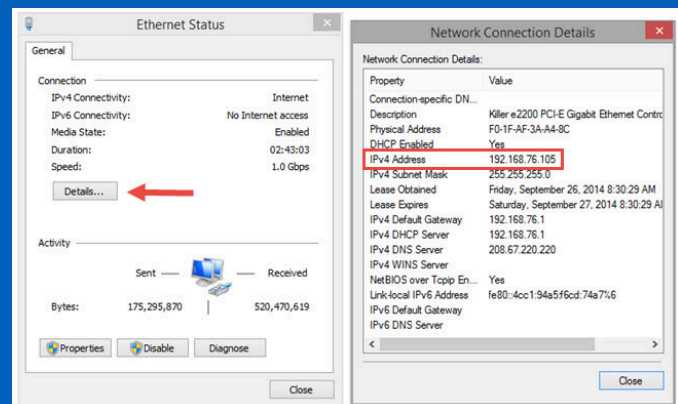 Ethernet Status
General
Connection
IPv4 Connectivity: Internet
IPv6 Connectivity: No Internet access
Media State: Enabled
Duration: 02:43:03
Speed: 1.0 Gbps
Details...
Activity
Sent — Received
Bytes: 175,295,870 | 520,470,619
Properties Disable Diagnose
Close
Network Connection Details
Network Connection Details:
Property Value
Connection-specific DN...
Description Killer e2200 PCI-E Gigabit Ethernet Contro
Physical Address F0-1F-AF-3A-A4-8C
DHCP Enabled Yes
IPv4 Address 192.168.76.105
IPv4 Subnet Mask 255.255.255.0
Lease Obtained Friday, September 26, 2014 8:30:29 AM
Lease Expires Saturday, September 27, 2014 8:30:29 AM
IPv4 Default Gateway 192.168.76.1
IPv4 DHCP Server 192.168.76.1
IPv4 DNS Server 208.67.220.220
IPv4 WINS Server
NetBIOS over Tcpip En... Yes
Link-local IPv6 Address fe80::4cc1:94a5:f6cd:74a7%6
IPv6 Default Gateway
IPv6 DNS Server
Close